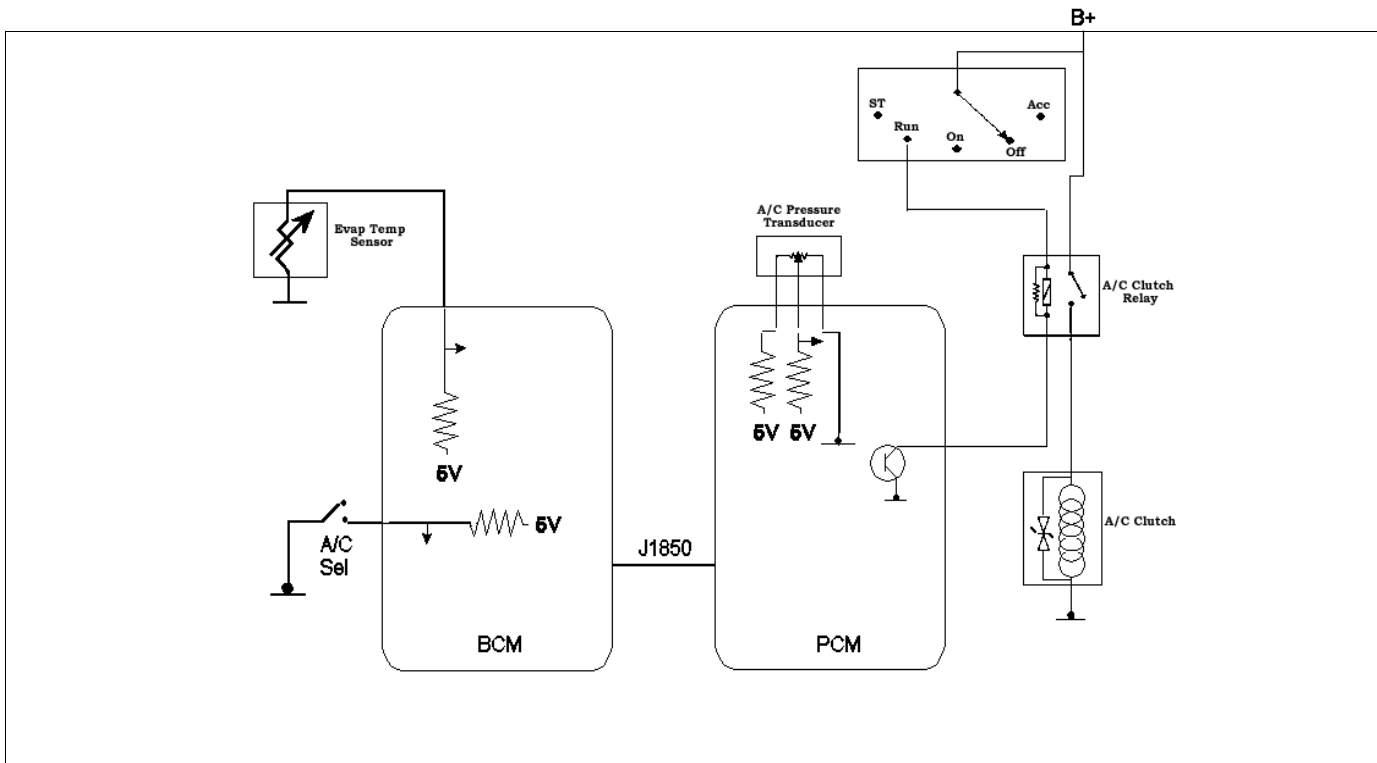 B+
ST
Acc
Run
On
Off
A/C Pressure
Transducer
Evap Temp
Sensor
A/C Clutch
Relay
5V 5V
5V
5V
A/C
Sel
J1850
A/C Clutch
BCM
PCM